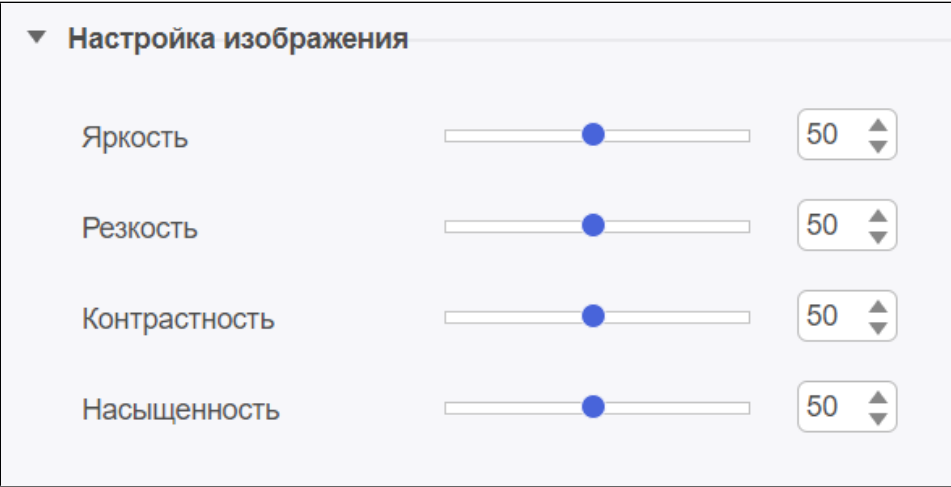 Настройка изображения
Яркость 50
Резкость 50
Контрастность 50
Насыщенность 50